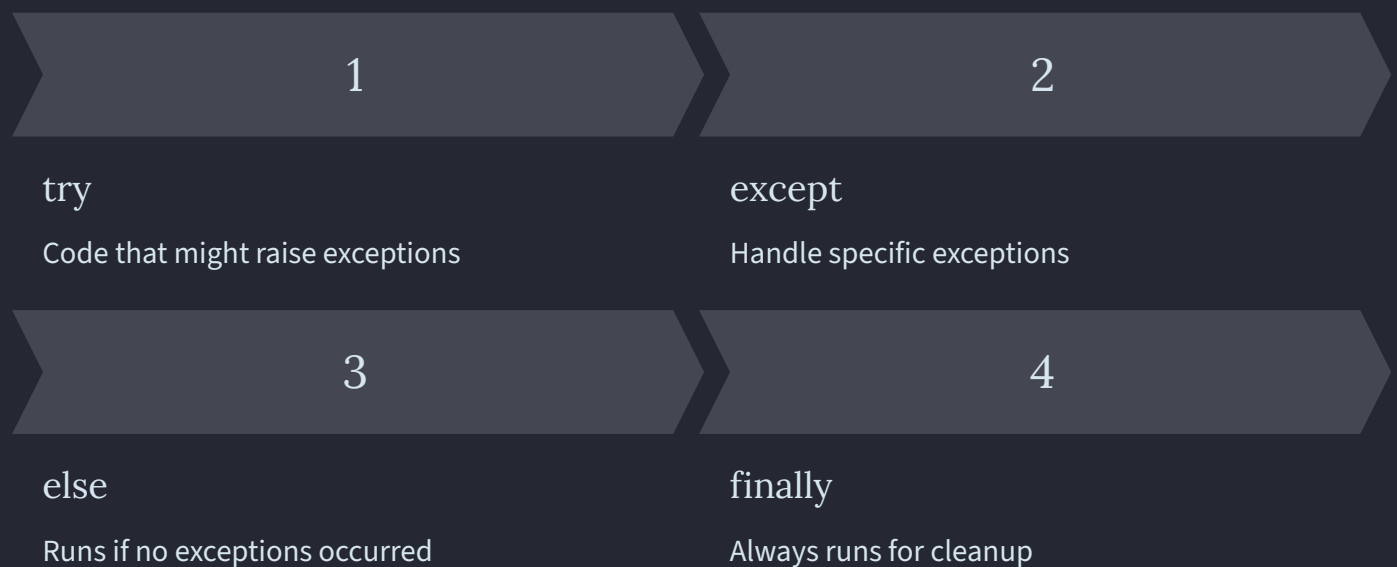 1
2
try
except
Code that might raise exceptions
Handle specific exceptions
3
4
else
finally
Runs if no exceptions occurred
Always runs for cleanup